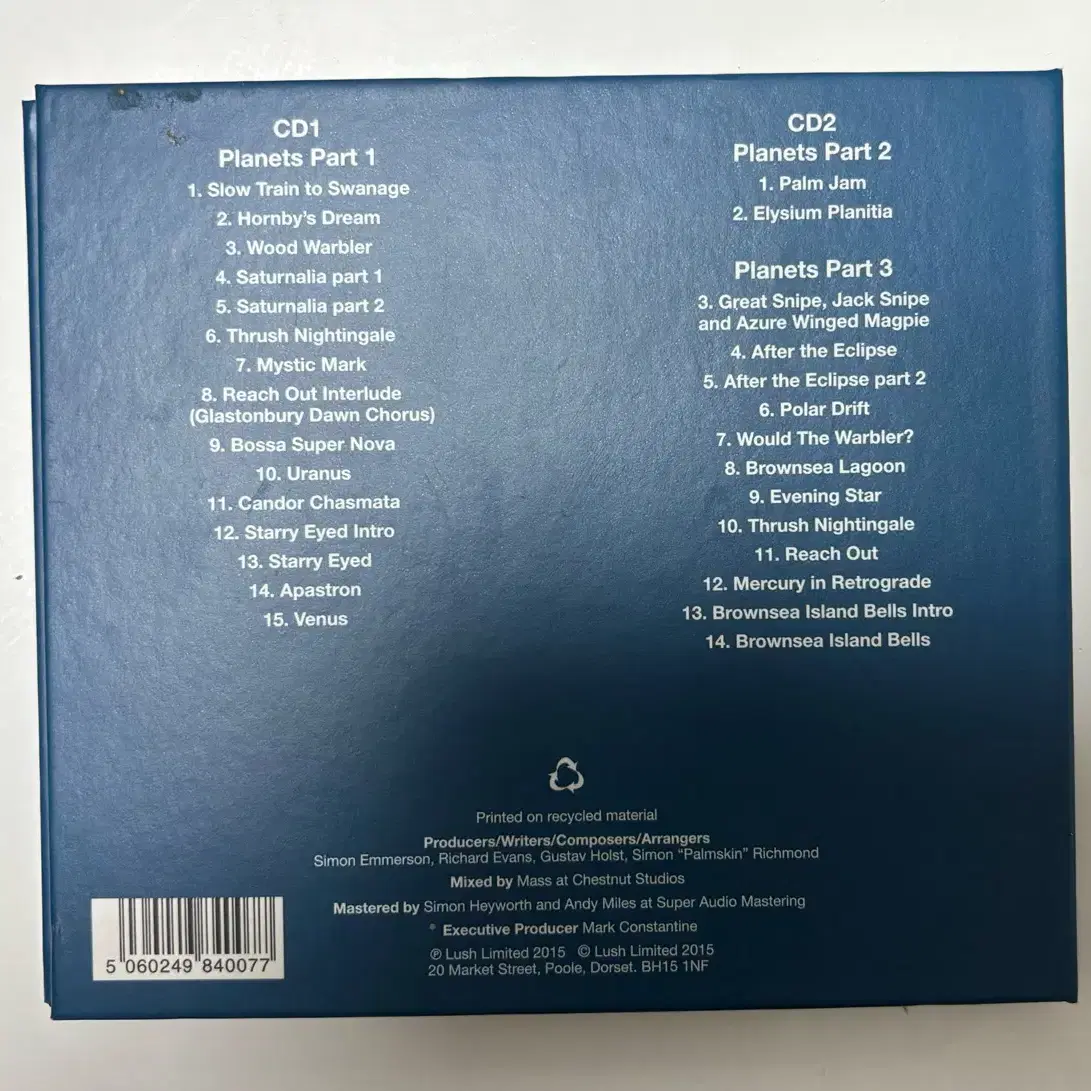 CD1
Planets Part 1
1. Slow Train to Swanage
2. Hornby's Dream
3. Wood Warbler
4. Saturnalia part 1
5. Saturnalia part 2
6. Thrush Nightingale
7. Mystic Mark
8. Reach Out Interlude
(Glastonbury Dawn Chorus)
9. Bossa Super Nova
10. Uranus
11. Candor Chasmata
12. Starry Eyed Intro
13. Starry Eyed
14. Apastron
15. Venus
CD2
Planets Part 2
1. Palm Jam
2. Elysium Planitia
Planets Part 3
3. Great Snipe, Jack Snipe
and Azure Winged Magpie
4. After the Eclipse
5. After the Eclipse part 2
6. Polar Drift
7. Would The Warbler?
8. Brownsea Lagoon
9. Evening Star
10. Thrush Nightingale
11. Reach Out
12. Mercury in Retrograde
13. Brownsea Island Bells Intro
14. Brownsea Island Bells
Printed on recycled material
Producers/Writers/Composers/Arrangers
Simon Emmerson, Richard Evans, Gustav Holst, Simon "Palmskin" Richmond
Mixed by Mass at Chestnut Studios
Mastered by Simon Heyworth and Andy Miles at Super Audio Mastering
Executive Producer Mark Constantine
℗ Lush Limited 2015 © Lush Limited 2015
20 Market Street, Poole, Dorset. BH15 1NF
5 060249 840077